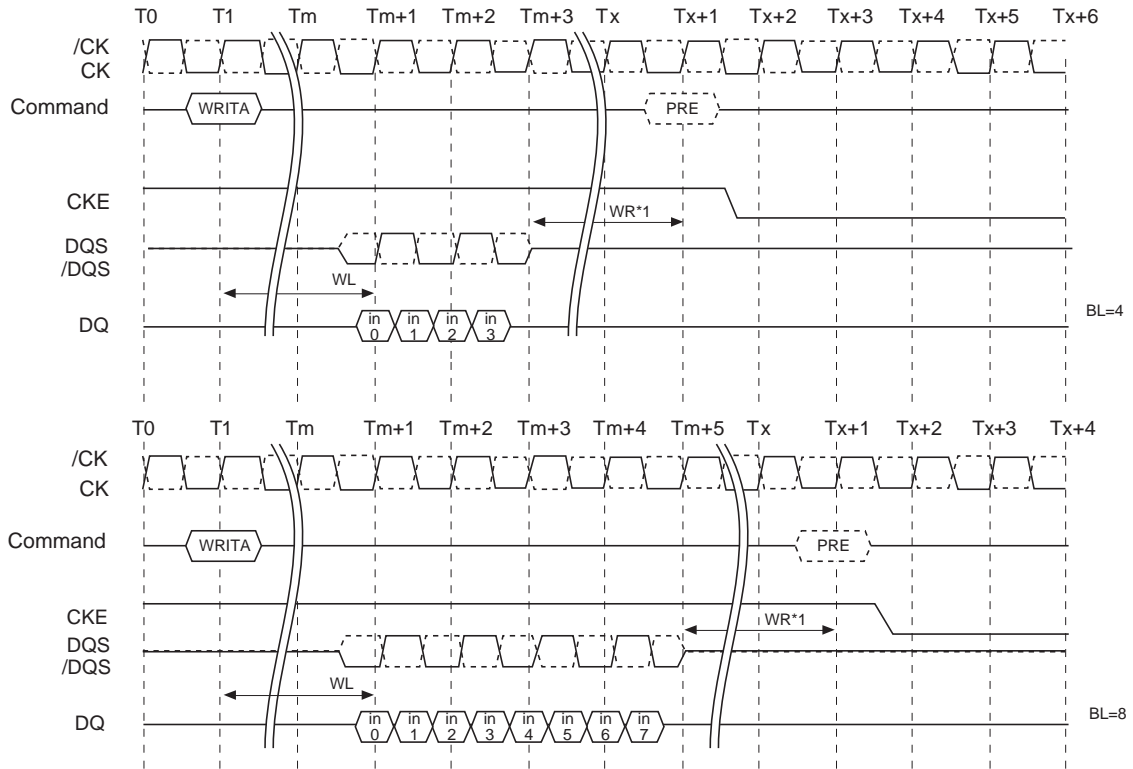 T0 T1 Tm Tm+1 Tm+2 Tm+3 Tx Tx+1 Tx+2 Tx+3 Tx+4 Tx+5 Tx+6
/CK
CK
Command WRITA PRE
CKE
WR*1
DQS
/DQS
WL
DQ in 0 in 1 in 2 in 3
BL=4
T0 T1 Tm Tm+1 Tm+2 Tm+3 Tm+4 Tm+5 Tx Tx+1 Tx+2 Tx+3 Tx+4
/CK
CK
Command WRITA PRE
CKE
WR*1
DQS
/DQS
WL
DQ in 0 in 1 in 2 in 3 in 4 in 5 in 6 in 7
BL=8